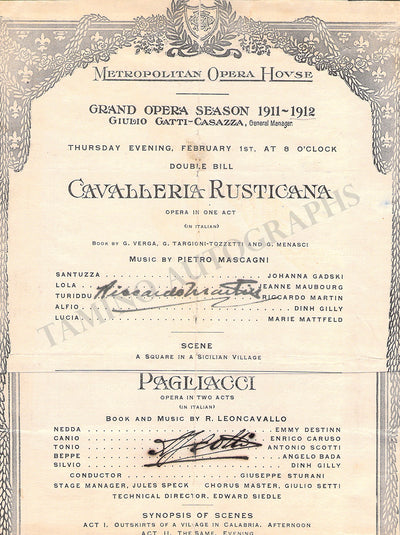 METROPOLITAN OPERA HOVSE
GRAND OPERA SEASON 1911-1912
GIULIO GATTI-CASAZZA, General Manager
THURSDAY EVENING, FEBRUARY 1ST, AT 8 O'CLOCK
DOUBLE BILL
CAVALLERIA RUSTICANA
OPERA IN ONE ACT
(IN ITALIAN)
BOOK BY G. VERGA, G. TARGIONI-TOZZETTI AND G. MENASCI
MUSIC BY PIETRO MASCAGNI
SANTUZZA JOHANNA GADSKI
LOLA JEANNE MAUBOURG
TURIDDU RICCARDO MARTIN
Riccardo Martin
ALFIO DINH GILLY
LUCIA MARIE MATTFELD
TAMINO AUTOGRAPHS
SCENE
A SQUARE IN A SICILIAN VILLAGE
PAGLIACCI
OPERA IN TWO ACTS
(IN ITALIAN)
BOOK AND MUSIC BY R. LEONCAVALLO
NEDDA EMMY DESTINN
CANIO ENRICO CARUSO
TONIO ANTONIO SCOTTI
A Scotti
BEPPE ANGELO BADA
SILVIO DINH GILLY
CONDUCTOR GIUSEPPE STURANI
STAGE MANAGER, JULES SPECK CHORUS MASTER, GIULIO SETTI
TECHNICAL DIRECTOR, EDWARD SIEDLE
SYNOPSIS OF SCENES
ACT I. OUTSKIRTS OF A VILLAGE IN CALABRIA. AFTERNOON
ACT II. THE SAME. EVENING